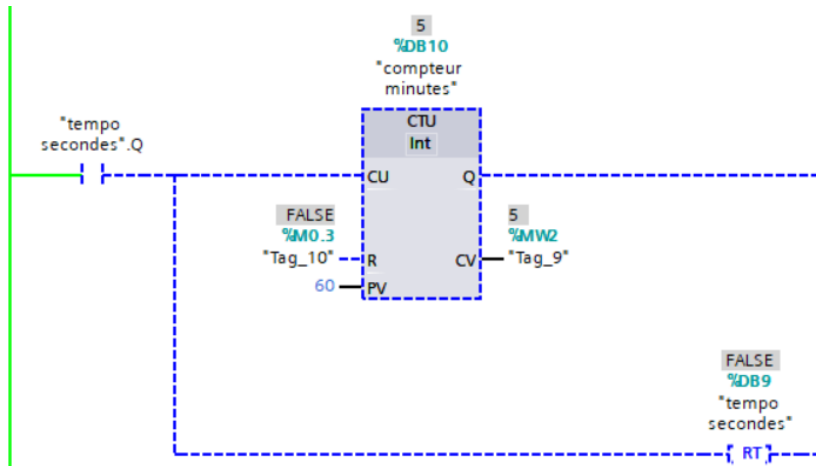 5
%DB10
"compteur
minutes"
"tempo
secondes".Q
CTU
Int
CU
Q
FALSE
%M0.3
"Tag_10"
R
5
%MW2
CV
"Tag_9"
60
PV
FALSE
%DB9
"tempo
secondes"
RT